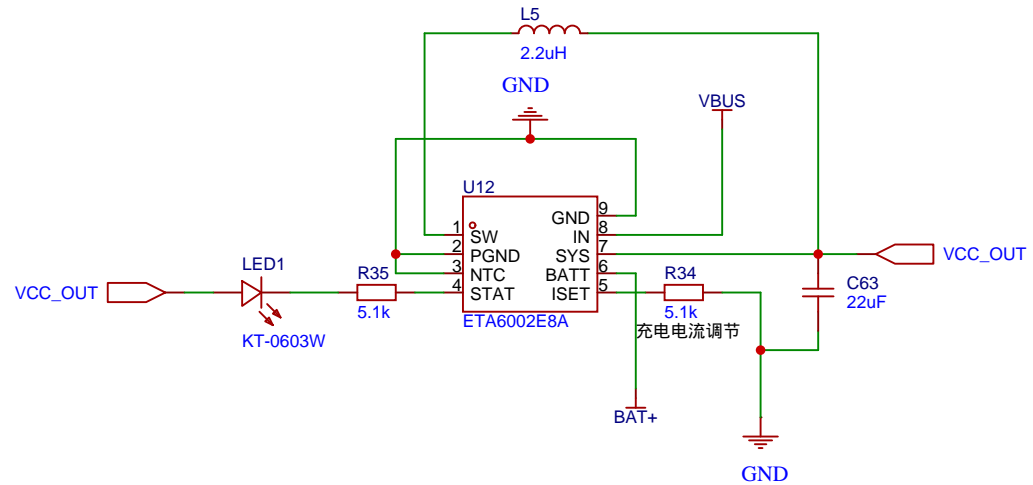 L5
2.2uH
GND
VBUS
U12
1
SW
2
PGND
3
NTC
4
STAT
GND
9
IN
8
SYS
7
BATT
6
ISET
5
ETA6002E8A
VCC_OUT
LED1
KT-0603W
R35
5.1k
R34
5.1k
充电电流调节
VCC_OUT
C63
22uF
BAT+
GND